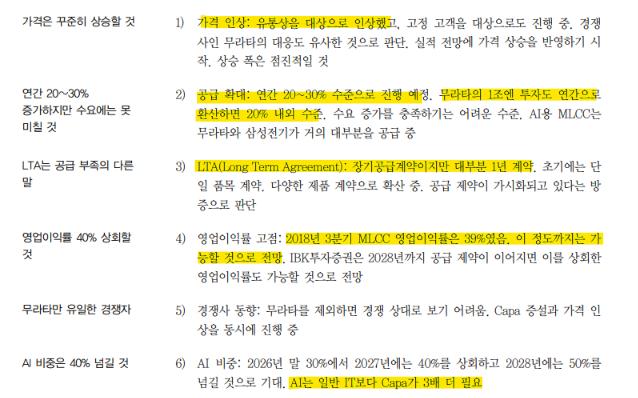 가격은 꾸준히 상승할 것
1) 가격 인상: 유통상을 대상으로 인상했고, 고정 고객을 대상으로도 진행 중. 경쟁
사인 무라타의 대응도 유사한 것으로 판단. 실적 전망에 가격 상승을 반영하기 시
작. 상승 폭은 점진적일 것
연간 20~30%
증가하지만 수요에는 못
미칠 것
2) 공급 확대: 연간 20~30% 수준으로 진행 예정. 무라타의 1조엔 투자도 연간으로
환산하면 20% 내외 수준. 수요 증가를 충족하기는 어려운 수준. AI용 MLCC는
무라타와 삼성전기가 거의 대부분을 공급 중
LTA는 공급 부족의 다른
말
3) LTA(Long Term Agreement): 장기공급계약이지만 대부분 1년 계약. 초기에는 단
일 품목 계약. 다양한 제품 계약으로 확산 중. 공급 제약이 가시화되고 있다는 방
증으로 판단
영업이익률 40% 상회할
것
4) 영업이익률 고점: 2018년 3분기 MLCC 영업이익률은 39%였음. 이 정도까지는 가
능할 것으로 전망. IBK투자증권은 2028년까지 공급 제약이 이어지면 이를 상회한
영업이익률도 가능할 것으로 전망
무라타만 유일한 경쟁자
5) 경쟁사 동향: 무라타를 제외하면 경쟁 상대로 보기 어려움. Capa 증설과 가격 인
상을 동시에 진행 중
AI 비중은 40% 넘길 것
6) AI 비중: 2026년 말 30%에서 2027년에는 40%를 상회하고 2028년에는 50%를
넘길 것으로 기대. AI는 일반 IT보다 Capa가 3배 더 필요